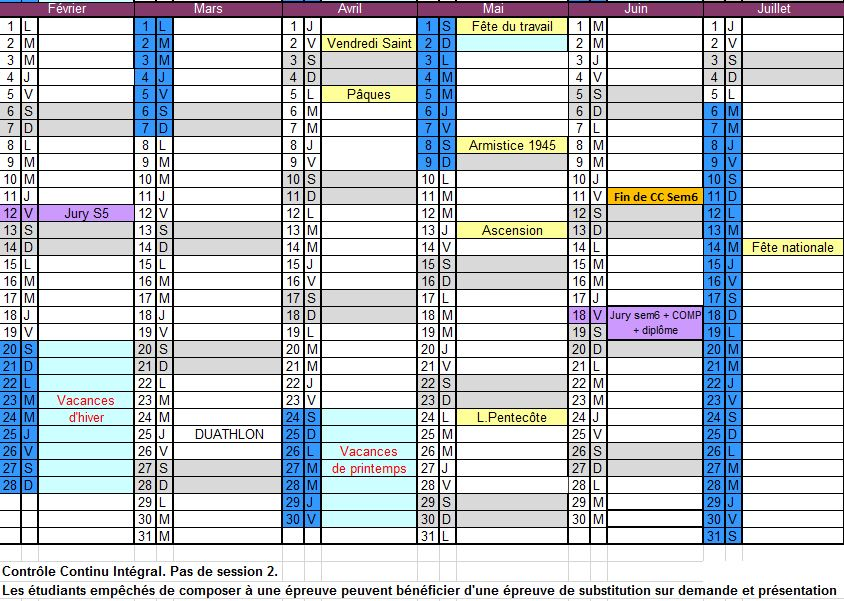 Février Mars Avril Mai Juin Juillet
1 L 1 L 1 J 1 S Fête du travail 1 M 1 J
2 M 2 M 2 V Vendredi Saint 2 D 2 M 2 V
3 M 3 M 3 S 3 L 3 J 3 S
4 J 4 J 4 D 4 M 4 V 4 D
5 V 5 V 5 L Pâques 5 M 5 S 5 L
6 S 6 S 6 M 6 J 6 D 6 M
7 D 7 D 7 M 7 V 7 L 7 M
8 L 8 L 8 J 8 S Armistice 1945 8 M 8 J
9 M 9 M 9 V 9 D 9 M 9 V
10 M 10 M 10 S 10 L 10 J 10 S
11 J 11 J 11 D 11 M 11 V Fin de CC Sem6 11 D
12 V Jury S5 12 V 12 L 12 M 12 S 12 L
13 S 13 S 13 M 13 J Ascension 13 D 13 M
14 D 14 D 14 M 14 V 14 L 14 M Fête nationale
15 L 15 L 15 J 15 S 15 M 15 J
16 M 16 M 16 V 16 D 16 M 16 V
17 M 17 M 17 S 17 L 17 J 17 S
18 J 18 J 18 D 18 M 18 V Jury sem6 + COMP 18 D
19 V 19 V 19 L 19 M 19 S + diplôme 19 L
20 S 20 S 20 M 20 J 20 D 20 M
21 D 21 D 21 M 21 V 21 L 21 M
22 L 22 L 22 J 22 S 22 M 22 J
23 M Vacances 23 M 23 V 23 D 23 M 23 V
24 M d'hiver 24 M 24 S 24 L L.Pentecôte 24 J 24 S
25 J 25 J DUATHLON 25 D 25 M 25 V 25 D
26 V 26 V 26 L Vacances 26 M 26 S 26 L
27 S 27 S 27 M de printemps 27 J 27 D 27 M
28 D 28 D 28 M 28 V 28 L 28 M
29 L 29 J 29 S 29 M 29 J
30 M 30 V 30 D 30 M 30 V
31 M 31 L 31 S
Contrôle Continu Intégral. Pas de session 2.
Les étudiants empêchés de composer à une épreuve peuvent bénéficier d'une épreuve de substitution sur demande et présentation